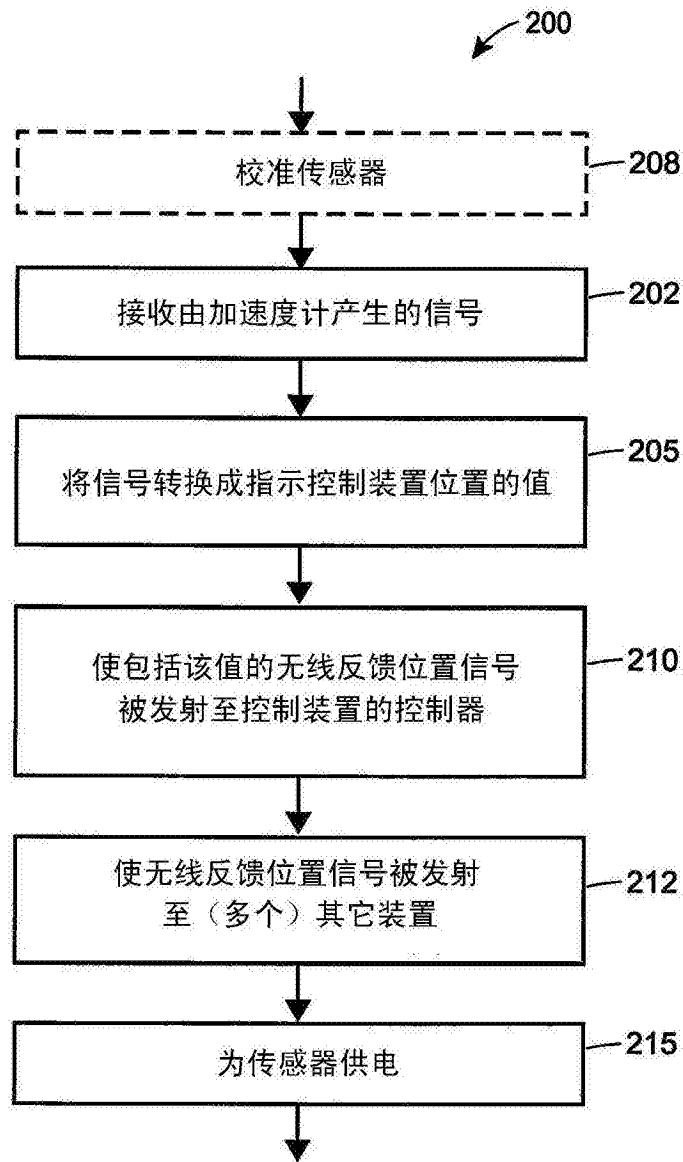 200
校准传感器
208
接收由加速度计产生的信号
202
将信号转换成指示控制装置位置的值
205
使包括该值的无线反馈位置信号
被发射至控制装置的控制器
210
使无线反馈位置信号被发射
至（多个）其它装置
212
为传感器供电
215